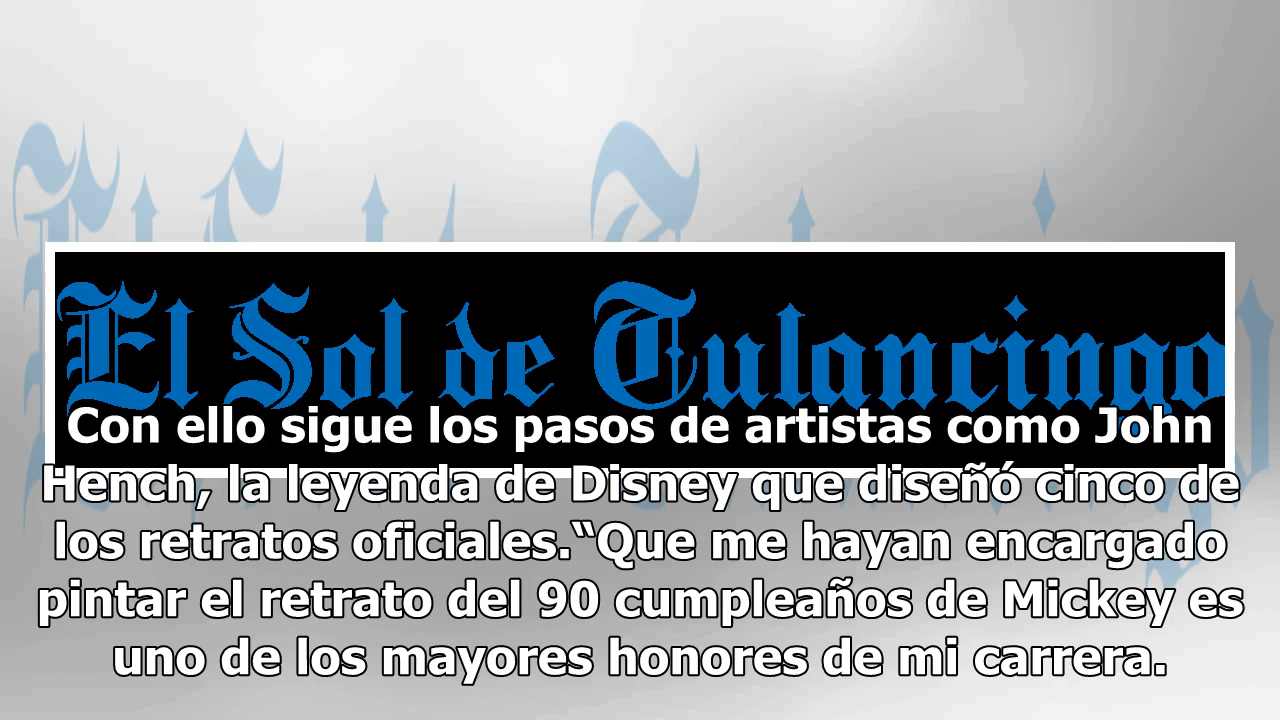 El Sol de Tulancingo
Con ello sigue los pasos de artistas como John
Hench, la leyenda de Disney que diseñó cinco de
los retratos oficiales.“Que me hayan encargado
pintar el retrato del 90 cumpleaños de Mickey es
uno de los mayores honores de mi carrera.